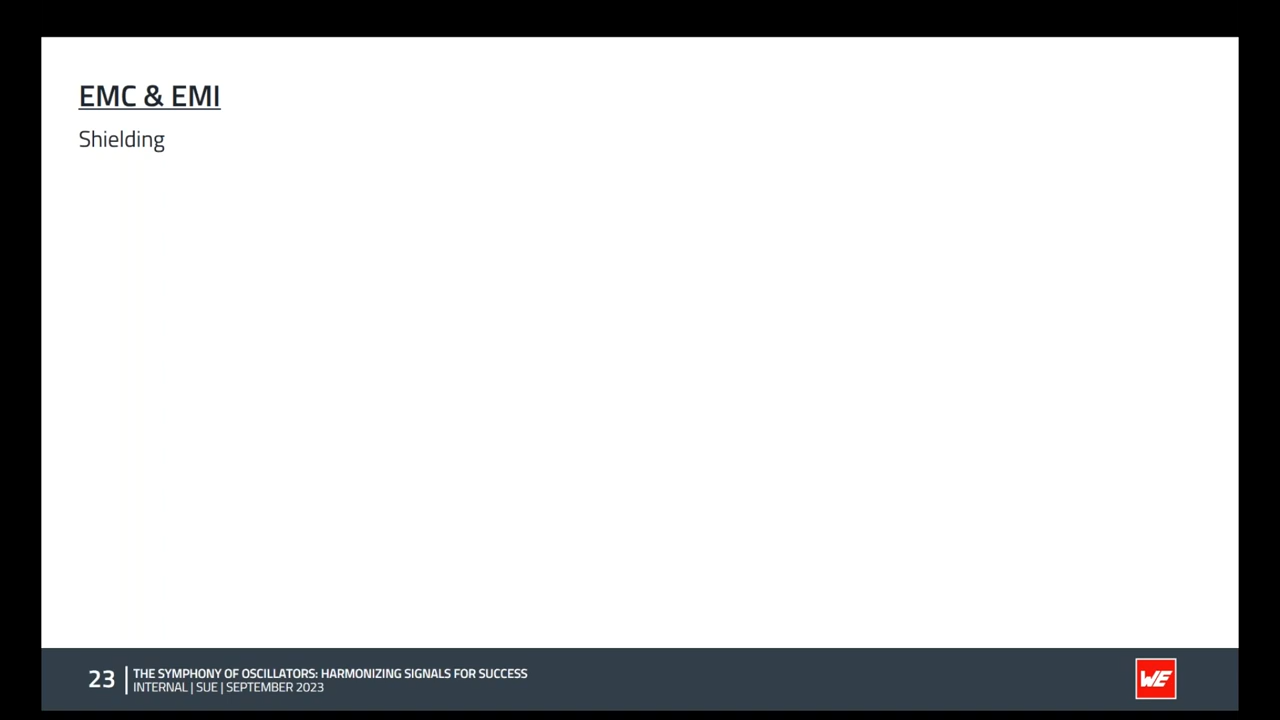 EMC & EMI
Shielding
23
THE SYMPHONY OF OSCILLATORS: HARMONIZING SIGNALS FOR SUCCESS
INTERNAL | SUE | SEPTEMBER 2023
WE